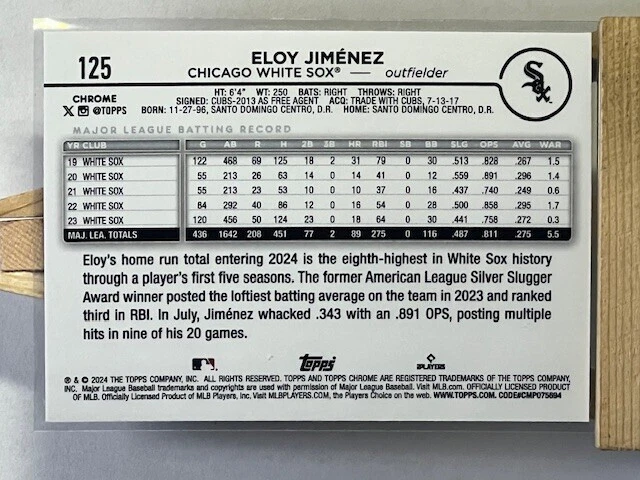 125
ELOY JIMÉNEZ
CHICAGO WHITE SOX® — outfielder
Sox
CHROME
X @TOPPS
HT: 6'4" WT: 250 BATS: RIGHT THROWS: RIGHT
SIGNED: CUBS-2013 AS FREE AGENT ACQ: TRADE WITH CUBS, 7-13-17
BORN: 11-27-96, SANTO DOMINGO CENTRO, D.R. HOME: SANTO DOMINGO CENTRO, D.R.
MAJOR LEAGUE BATTING RECORD
YR CLUB G AB R H 2B 3B HR RBI SB BB SLG OPS AVG WAR
19 WHITE SOX 122 468 69 125 18 2 31 79 0 30 .513 .828 .267 1.5
20 WHITE SOX 55 213 26 63 14 0 14 41 0 12 .559 .891 .296 1.4
21 WHITE SOX 55 213 23 53 10 0 10 37 0 16 .437 .740 .249 0.6
22 WHITE SOX 84 292 40 86 12 0 16 54 0 28 .500 .858 .295 1.7
23 WHITE SOX 120 456 50 124 23 0 18 64 0 30 .441 .758 .272 0.3
MAJ. LEA. TOTALS 436 1642 208 451 77 2 89 275 0 116 .487 .811 .275 5.5
Eloy's home run total entering 2024 is the eighth-highest in White Sox history
through a player's first five seasons. The former American League Silver Slugger
Award winner posted the loftiest batting average on the team in 2023 and ranked
third in RBI. In July, Jiménez whacked .343 with an .891 OPS, posting multiple
hits in nine of his 20 games.
Topps
PLAYERS
® & © 2024 THE TOPPS COMPANY, INC. ALL RIGHTS RESERVED. TOPPS AND TOPPS CHROME ARE REGISTERED TRADEMARKS OF THE TOPPS COMPANY,
INC. Major League Baseball trademarks and copyrights are used with permission of Major League Baseball. Visit MLB.com. OFFICIALLY LICENSED PRODUCT
OF MLB. Officially Licensed Product of MLB Players, Inc. Visit MLBPLAYERS.com, the Players Choice on the web. WWW.TOPPS.COM. CODE#CMP075694